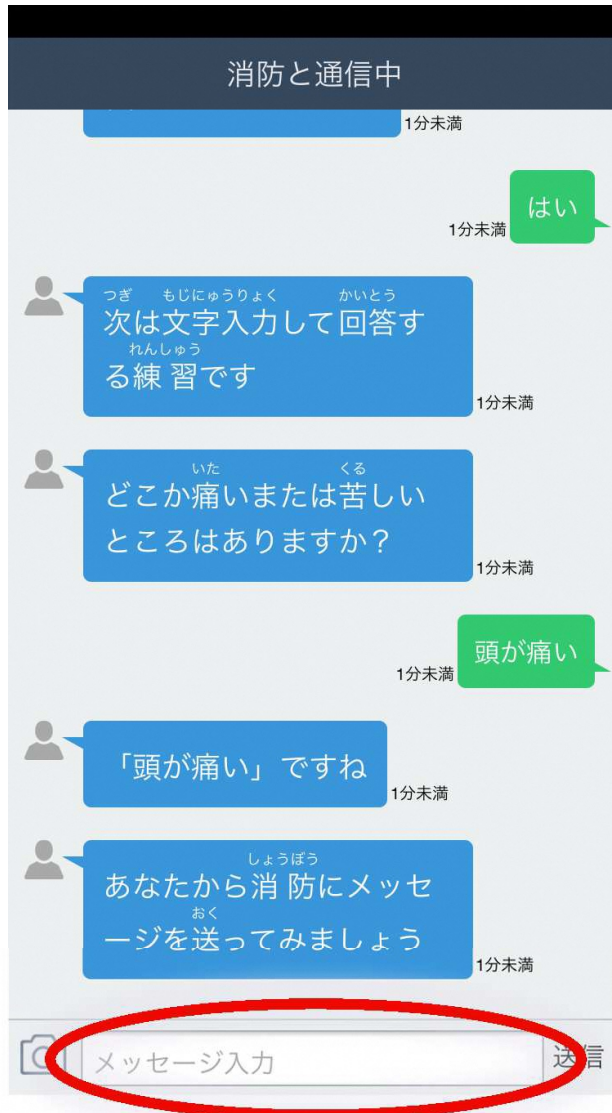 消防と通信中
1分未満
はい
1分未満
つぎ もじにゅうりょく かいとう
次は文字入力して回答す
れんしゅう
る練習です
1分未満
いた くる
どこか痛いまたは苦しい
ところはありますか？
1分未満
頭が痛い
1分未満
「頭が痛い」ですね
1分未満
しょうぼう
あなたから消防にメッセ
おく
ージを送ってみましょう
1分未満
メッセージ入力
送信